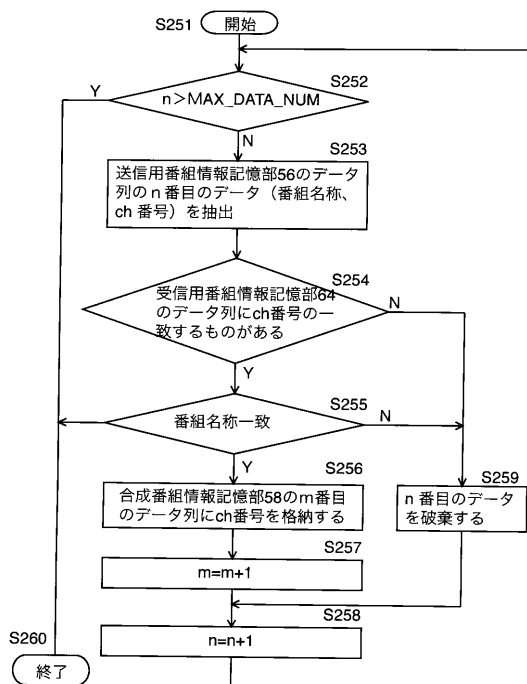 S251
開始
S252
Y
n＞MAX_DATA_NUM
N
S253
送信用番組情報記憶部56のデータ
列のn番目のデータ（番組名称、
ch 番号）を抽出
S254
受信用番組情報記憶部64
のデータ列にch番号の一
致するものがある
N
Y
S255
番組名称一致
N
Y
S256
合成番組情報記憶部58のm番目
のデータ列にch番号を格納する
S259
n 番目のデータ
を破棄する
S257
m=m+1
S258
n=n+1
S260
終了